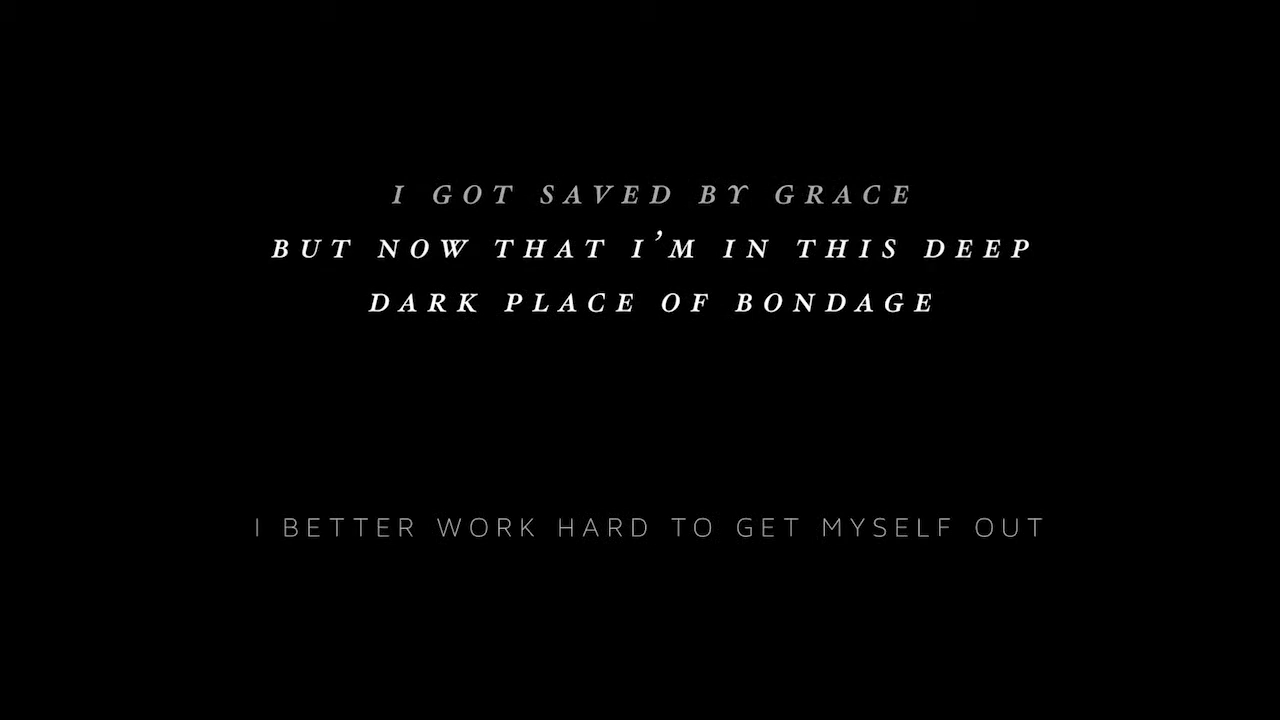 I GOT SAVED BY GRACE
BUT NOW THAT I'M IN THIS DEEP
DARK PLACE OF BONDAGE
I BETTER WORK HARD TO GET MYSELF OUT